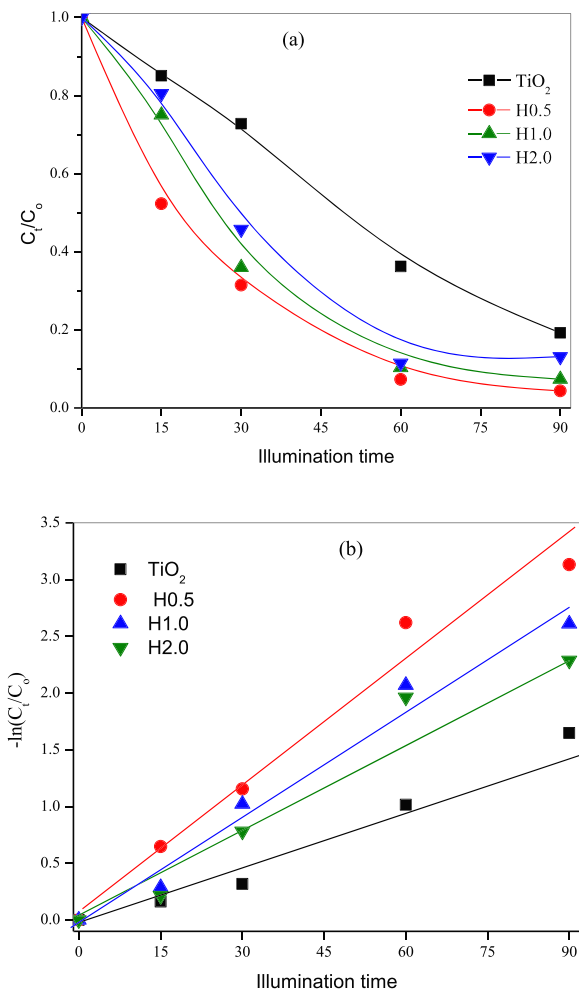 (a)
1.0
0.8
0.6
0.4
0.2
0.0
Ct/Co
TiO2
H0.5
H1.0
H2.0
0 15 30 45 60 75 90
Illumination time
(b)
3.5
3.0
2.5
2.0
1.5
1.0
0.5
0.0
-ln(Ct/Co)
TiO2
H0.5
H1.0
H2.0
0 15 30 45 60 75 90
Illumination time